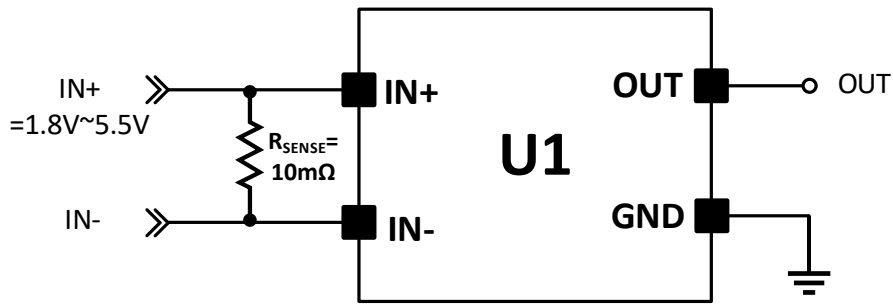 IN+
=1.8V~5.5V
IN-
RSENSE=
10mΩ
IN+
IN-
U1
OUT
GND
OUT